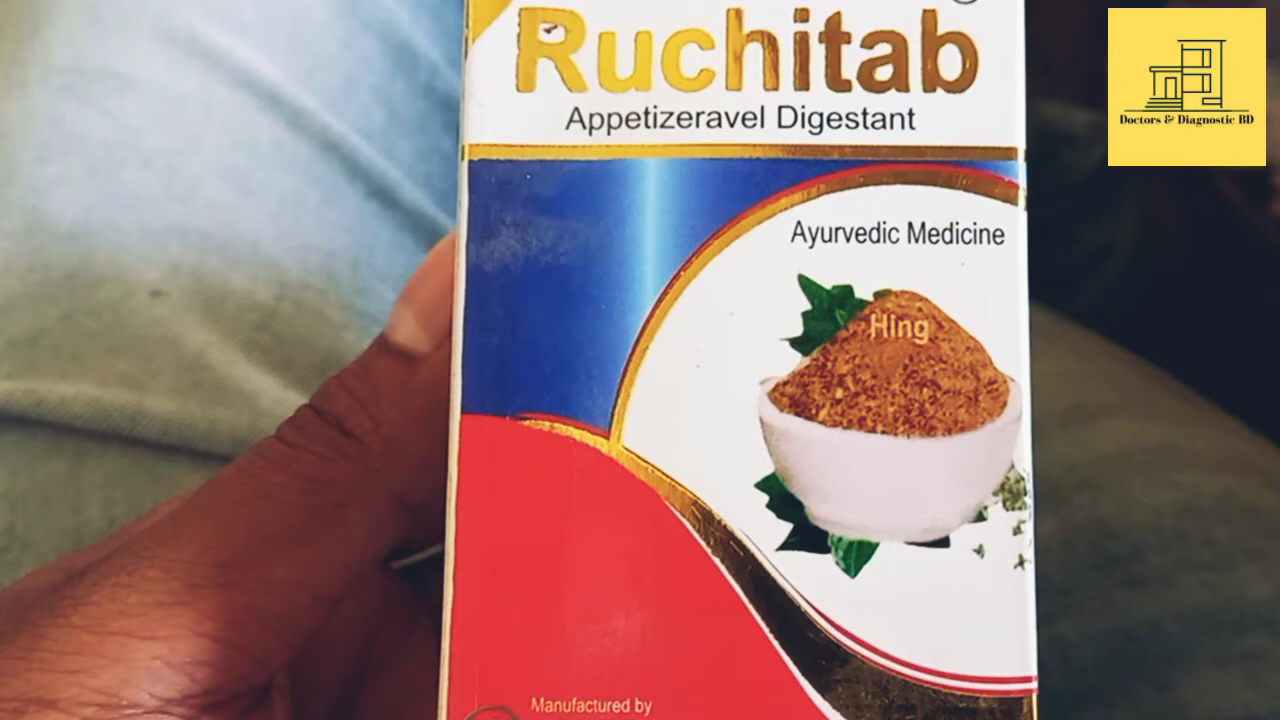 Ruchitab
Appetizeravel Digestant
Ayurvedic Medicine
Hing
Manufactured by
Doctors & Diagnostic BD